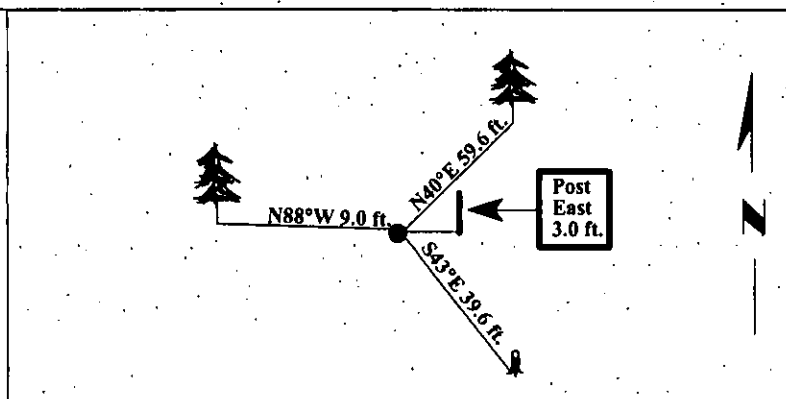 N40°E 59.6 ft.
N88°W 9.0 ft.
Post
East
3.0 ft.
S43°E 39.6 ft.
N